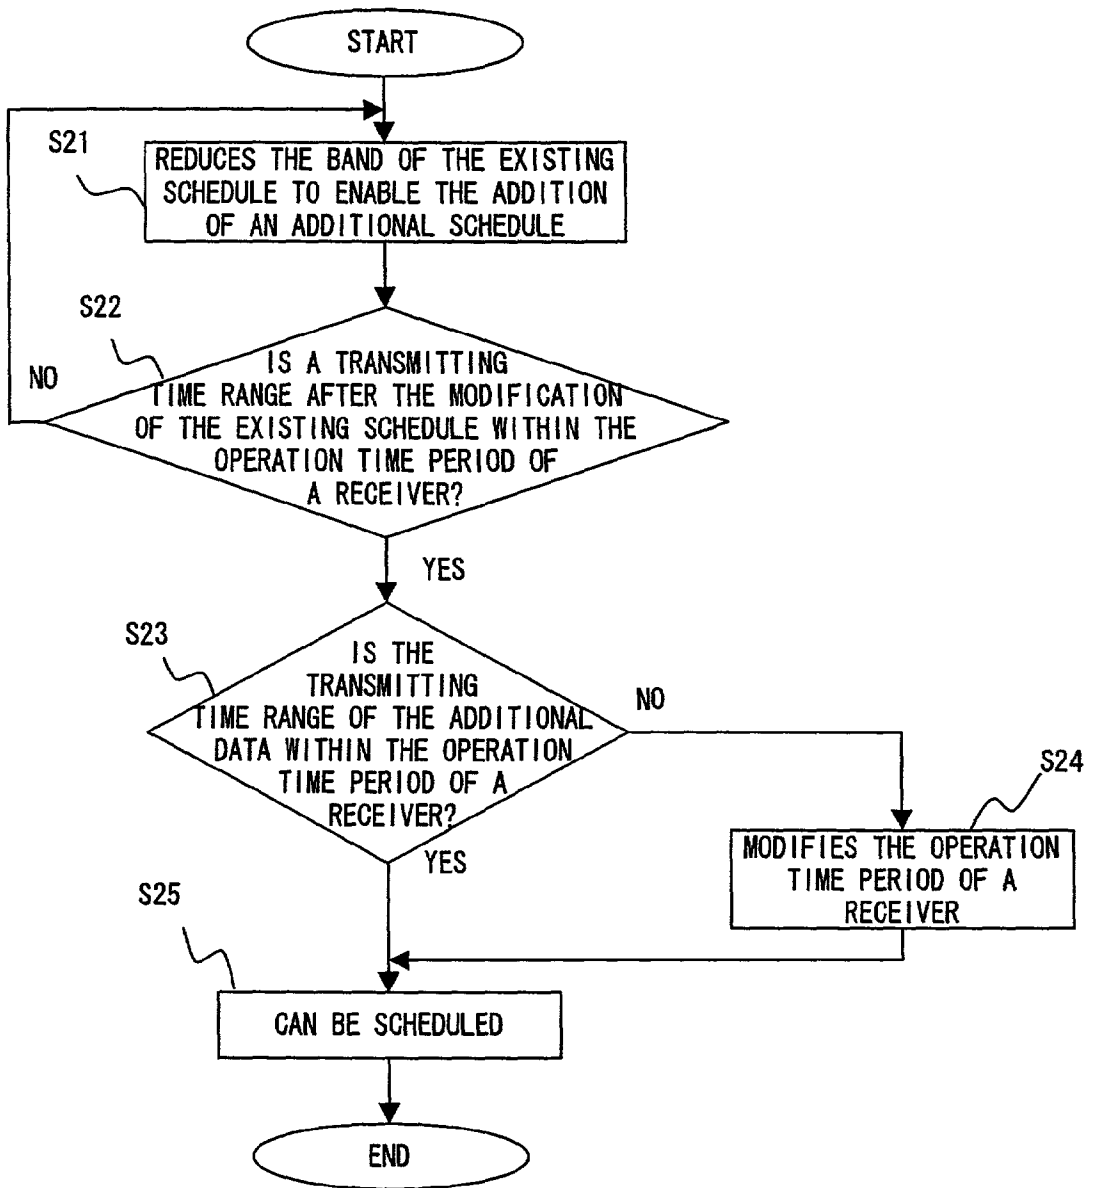 START
S21
REDUCES THE BAND OF THE EXISTING
SCHEDULE TO ENABLE THE ADDITION
OF AN ADDITIONAL SCHEDULE
S22
NO
IS A TRANSMITTING
TIME RANGE AFTER THE MODIFICATION
OF THE EXISTING SCHEDULE WITHIN THE
OPERATION TIME PERIOD OF
A RECEIVER?
YES
S23
IS THE
TRANSMITTING
TIME RANGE OF THE ADDITIONAL
DATA WITHIN THE OPERATION
TIME PERIOD OF A
RECEIVER?
NO
YES
S24
MODIFIES THE OPERATION
TIME PERIOD OF A
RECEIVER
S25
CAN BE SCHEDULED
END